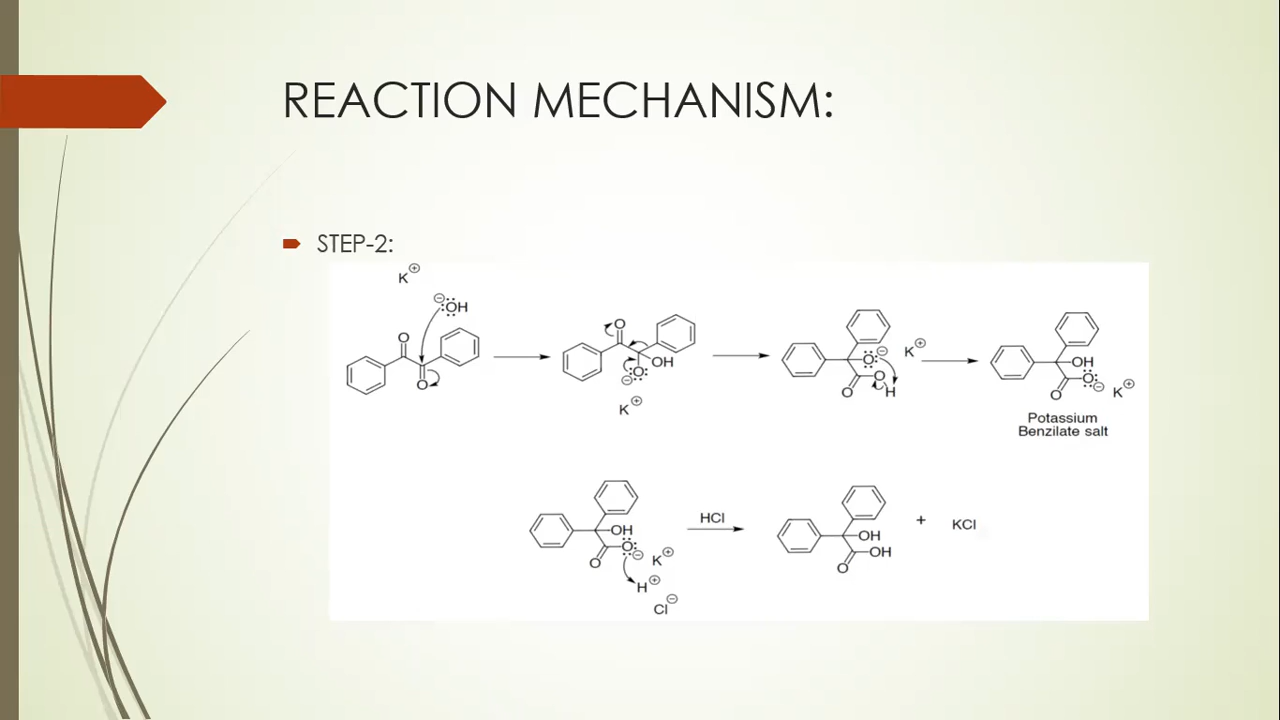 REACTION MECHANISM:
STEP-2:
K⊕
⊖:ÖH
O
O
O
OH
O⊖
K⊕
O⊖
O
O
H
K⊕
OH
O⊖
O
K⊕
Potassium
Benzilate salt
OH
O⊖
O
K⊕
H⊕
Cl⊖
HCl
OH
OH
O
+
KCl